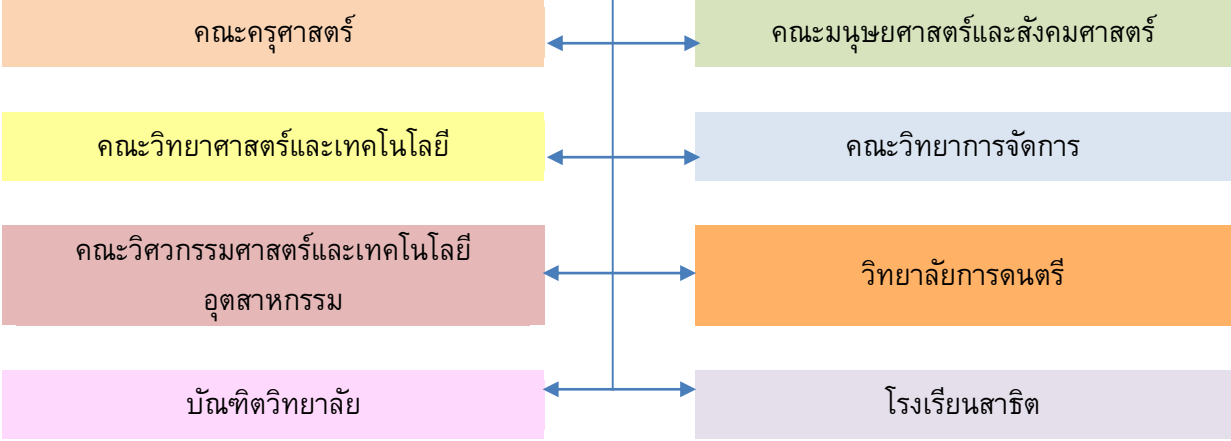 คณะครุศาสตร์
คณะมนุษยศาสตร์และสังคมศาสตร์
คณะวิทยาศาสตร์และเทคโนโลยี
คณะวิทยาการจัดการ
คณะวิศวกรรมศาสตร์และเทคโนโลยี
อุตสาหกรรม
วิทยาลัยการดนตรี
บัณฑิตวิทยาลัย
โรงเรียนสาธิต